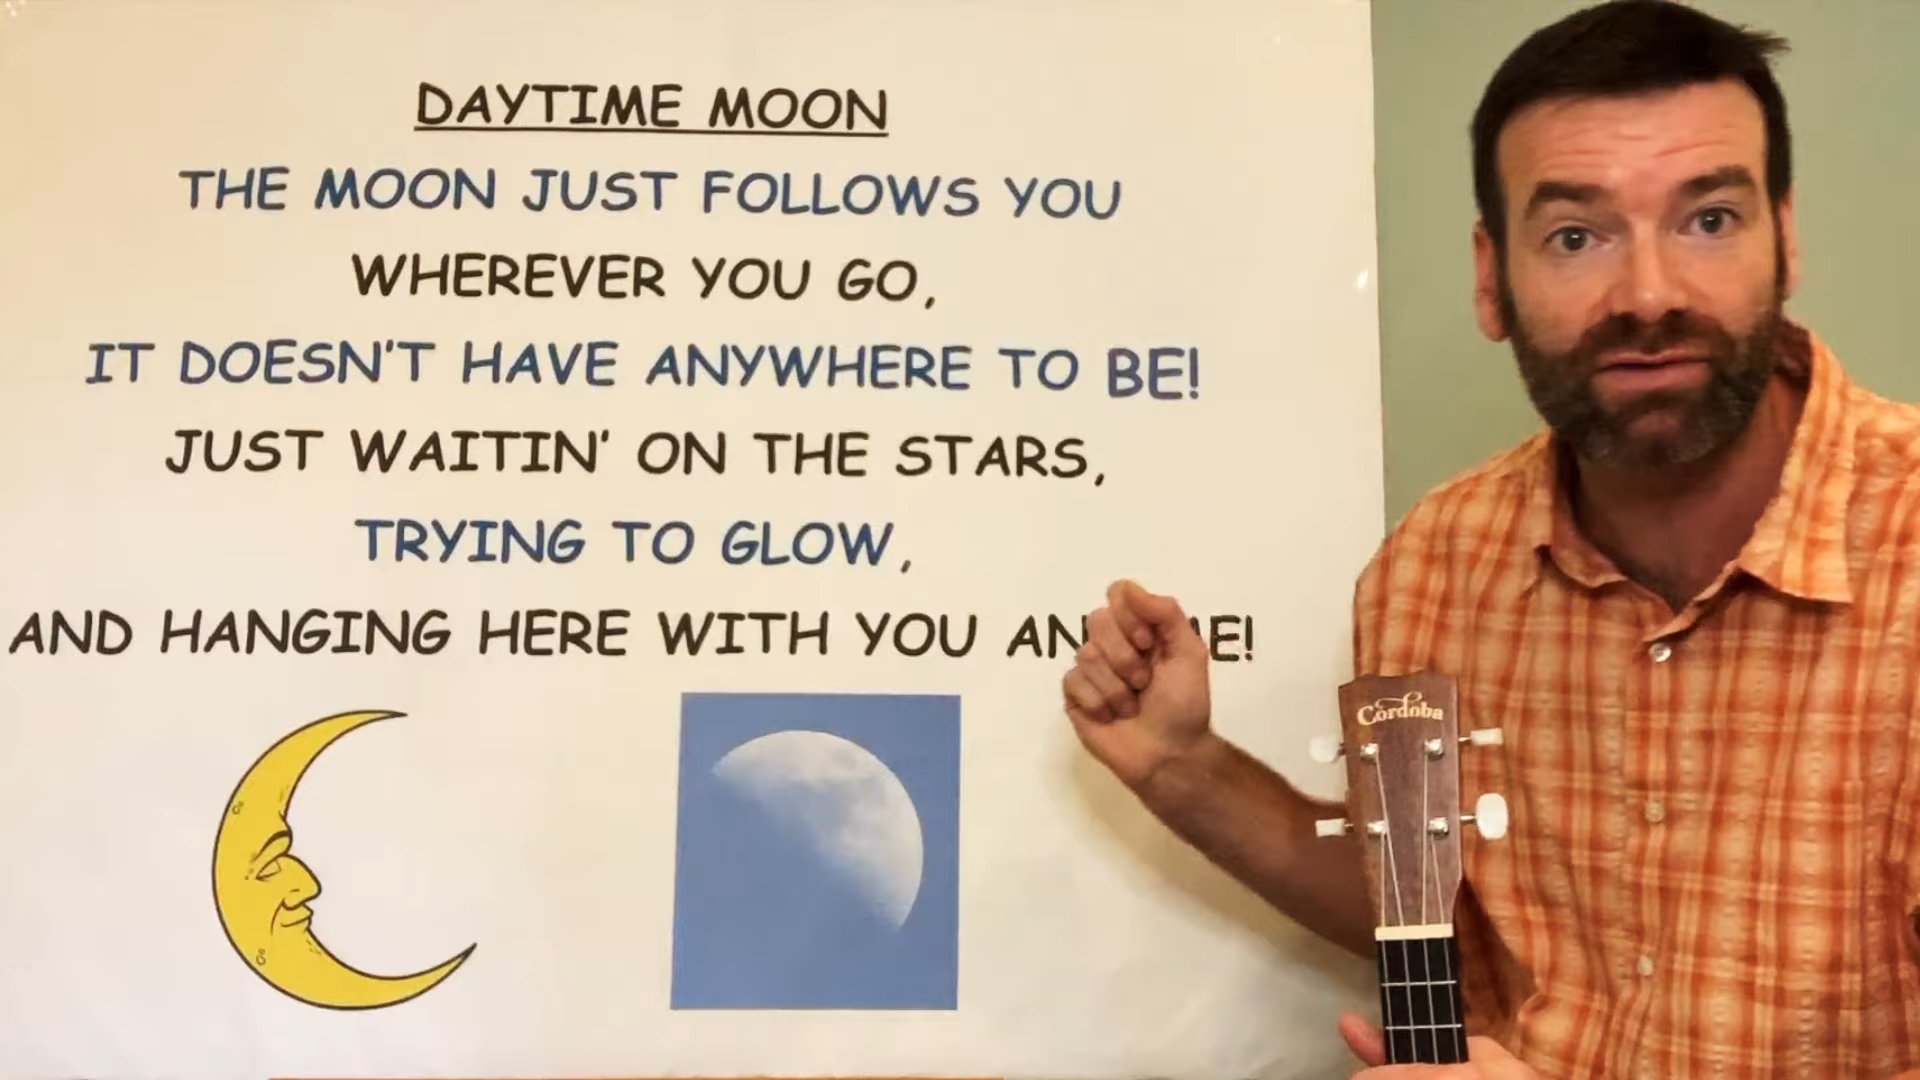 DAYTIME MOON
THE MOON JUST FOLLOWS YOU
WHEREVER YOU GO,
IT DOESN'T HAVE ANYWHERE TO BE!
JUST WAITIN' ON THE STARS,
TRYING TO GLOW,
AND HANGING HERE WITH YOU
Cordoba